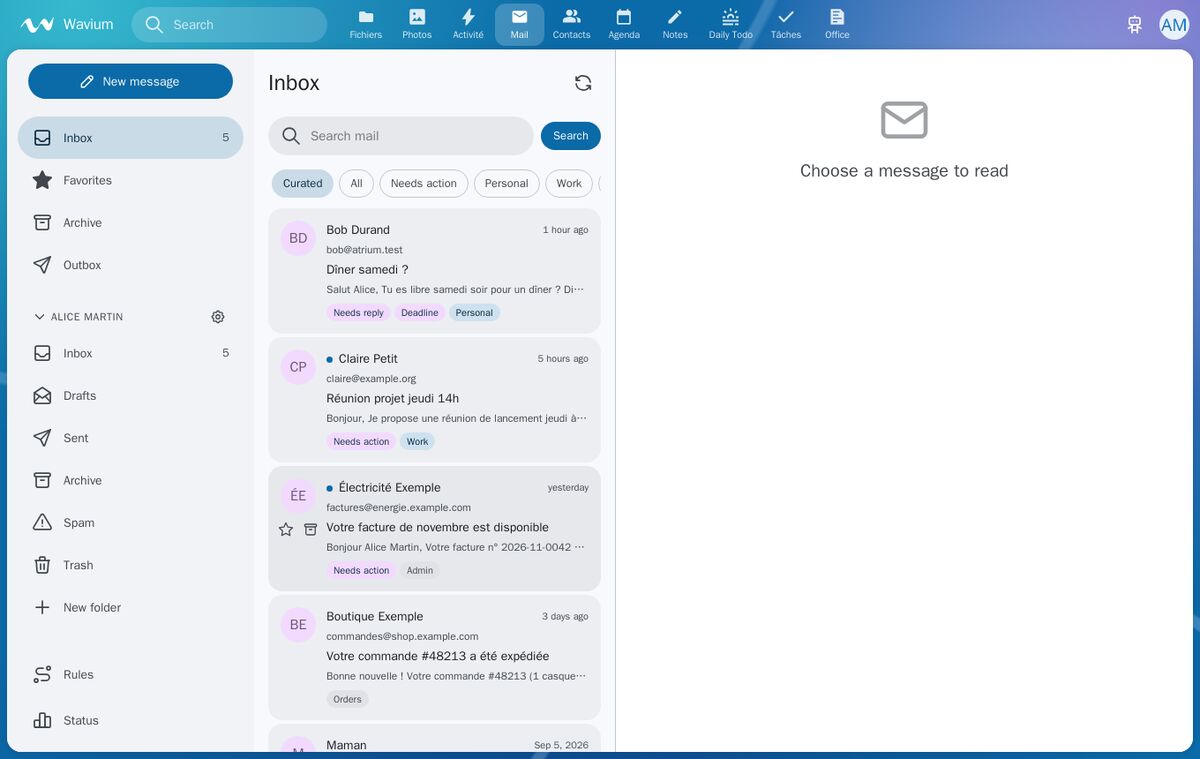 Wavium
Search
Fichiers
Photos
Activité
Mail
Contacts
Agenda
Notes
Daily Todo
Tâches
Office
AM
New message
Inbox 5
Favorites
Archive
Outbox
ALICE MARTIN
Inbox 5
Drafts
Sent
Archive
Spam
Trash
New folder
Rules
Status
Inbox
Search mail
Search
Curated
All
Needs action
Personal
Work
BD
Bob Durand 1 hour ago
bob@atrium.test
Dîner samedi ?
Salut Alice, Tu es libre samedi soir pour un dîner ? Di···
Needs reply Deadline Personal
CP
Claire Petit 5 hours ago
claire@example.org
Réunion projet jeudi 14h
Bonjour, Je propose une réunion de lancement jeudi à···
Needs action Work
ÉE
Électricité Exemple yesterday
factures@energie.example.com
Votre facture de novembre est disponible
Bonjour Alice Martin, Votre facture n° 2026-11-0042 ···
Needs action Admin
BE
Boutique Exemple 3 days ago
commandes@shop.example.com
Votre commande #48213 a été expédiée
Bonne nouvelle ! Votre commande #48213 (1 casque···
Orders
M
Maman Sep 5, 2026
Choose a message to read